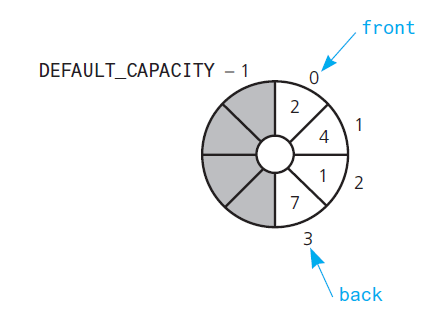 front
DEFAULT_CAPACITY – 1
0
2
4
1
1
2
7
3
back